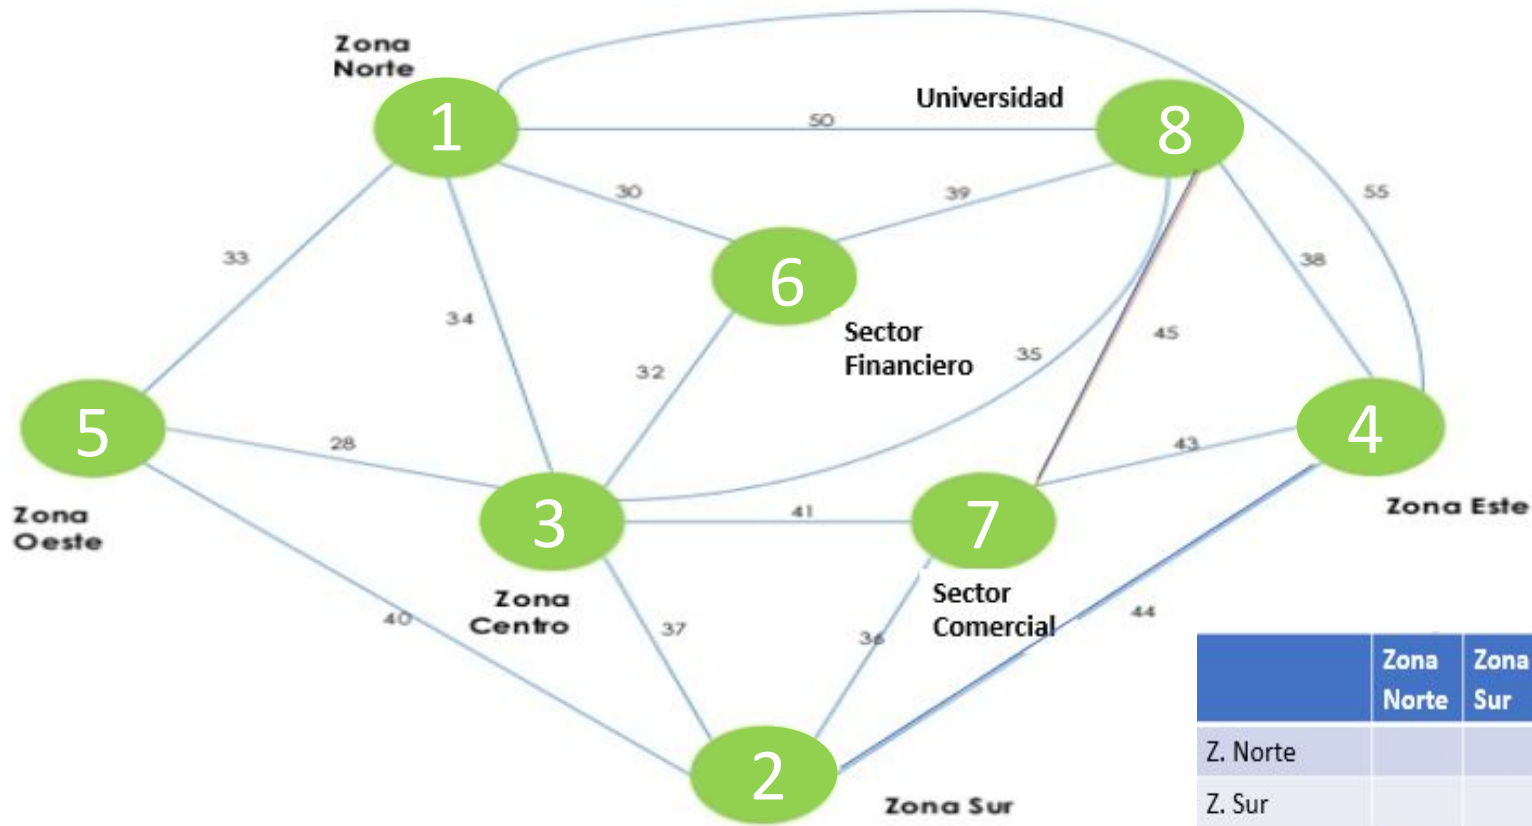 Zona
Norte
1
Universidad
8
50
30
39
55
33
38
6
34
Sector
Financiero
32
35
45
5
28
4
43
Zona
Oeste
3
41
7
Zona Este
Zona
Centro
Sector
Comercial
40
37
36
44
2
Zona Sur
Zona
Norte
Zona
Sur
Z. Norte
Z. Sur